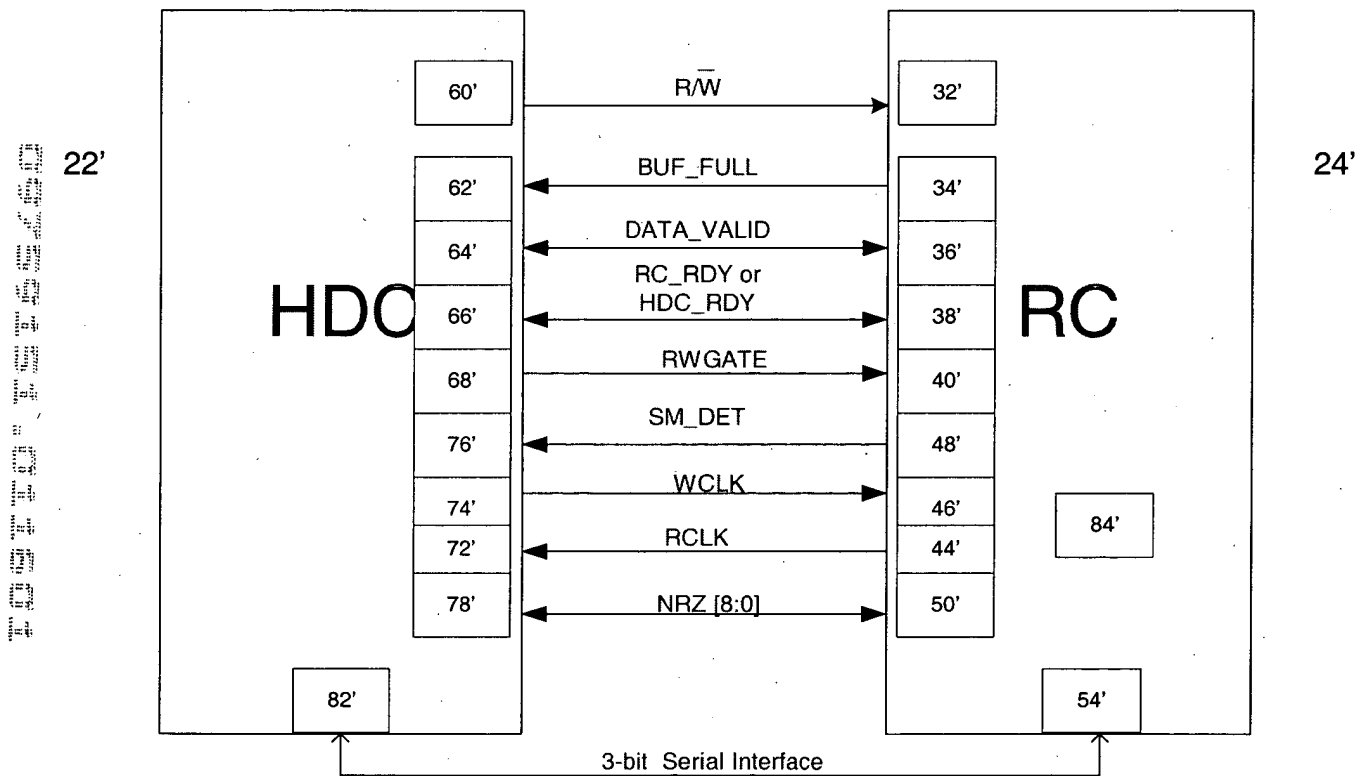 60'
R/W̅
32'
22'
24'
62'
BUF_FULL
34'
64'
DATA_VALID
36'
HDC
66'
RC_RDY or
HDC_RDY
38'
RC
68'
RWGATE
40'
76'
SM_DET
48'
74'
WCLK
46'
84'
72'
RCLK
44'
78'
NRZ [8:0]
50'
82'
54'
3-bit Serial Interface